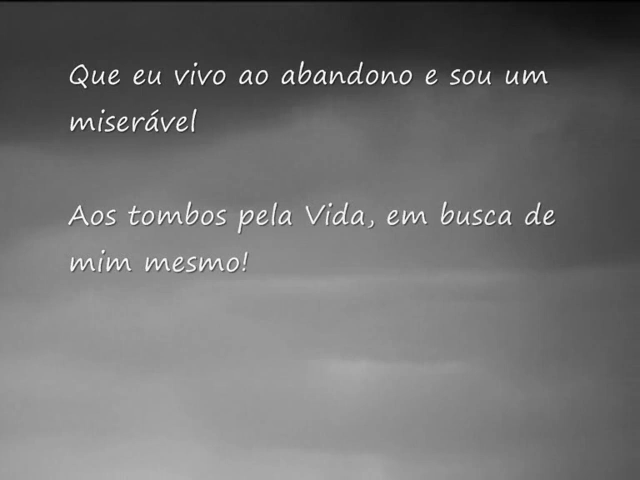 Que eu vivo ao abandono e sou um
miserável
Aos tombos pela Vida, em busca de
mim mesmo!